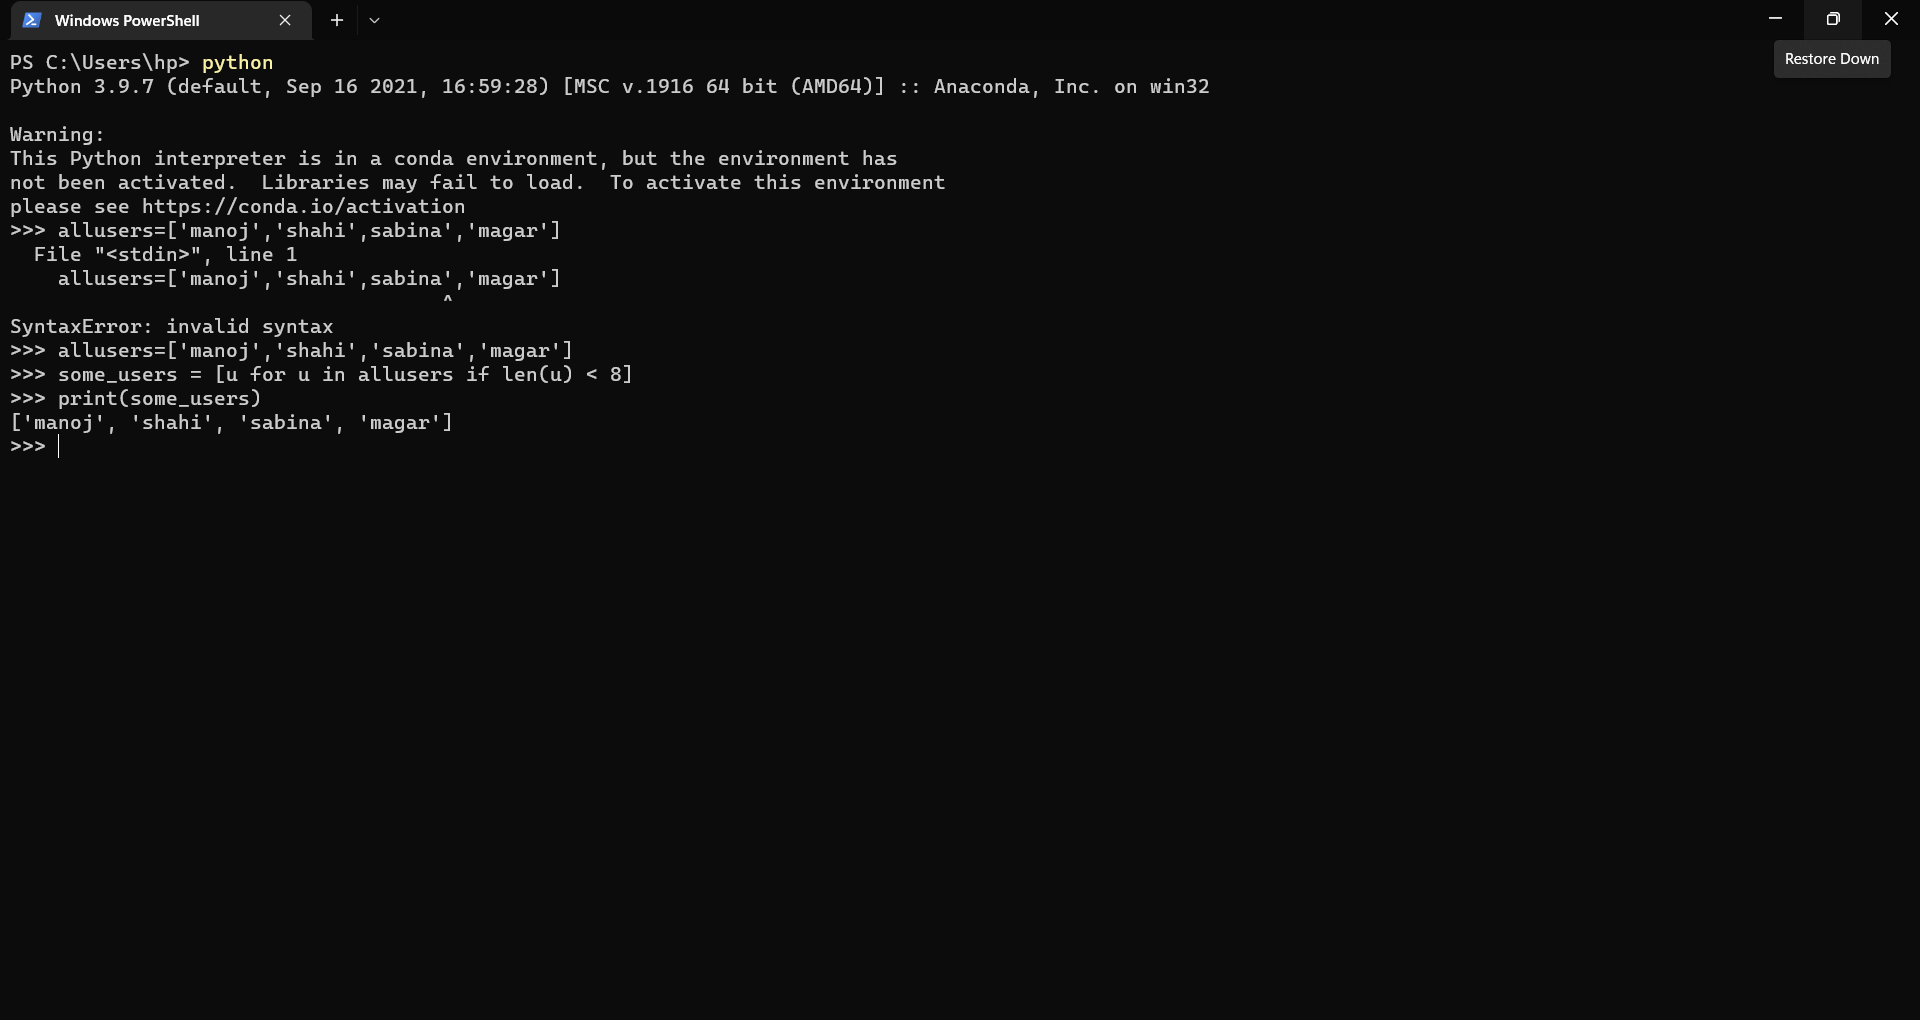 Windows PowerShell
Restore Down
PS C:\Users\hp> python
Python 3.9.7 (default, Sep 16 2021, 16:59:28) [MSC v.1916 64 bit (AMD64)] :: Anaconda, Inc. on win32

Warning:
This Python interpreter is in a conda environment, but the environment has
not been activated.  Libraries may fail to load.  To activate this environment
please see https://conda.io/activation
>>> allusers=['manoj','shahi',sabina','magar']
  File "<stdin>", line 1
    allusers=['manoj','shahi',sabina','magar']
                                    ^
SyntaxError: invalid syntax
>>> allusers=['manoj','shahi','sabina','magar']
>>> some_users = [u for u in allusers if len(u) < 8]
>>> print(some_users)
['manoj', 'shahi', 'sabina', 'magar']
>>>